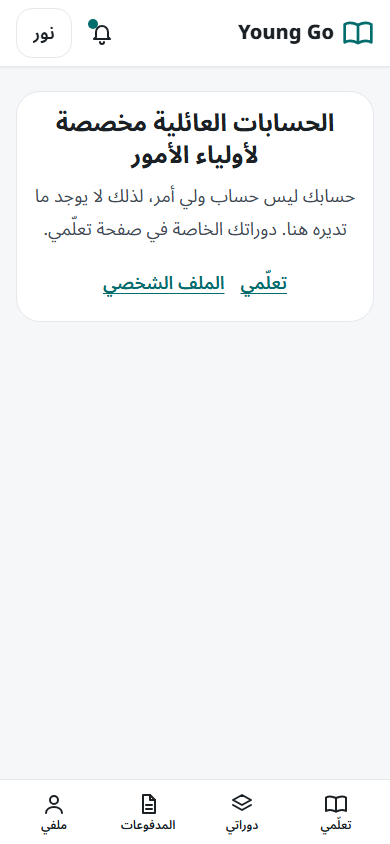 Young Go
نور
الحسابات العائلية مخصصة
لأولياء الأمور
حسابك ليس حساب ولي أمر، لذلك لا يوجد ما
تديره هنا. دوراتك الخاصة في صفحة تعلّمي.
تعلّمي الملف الشخصي
تعلّمي
دوراتي
المدفوعات
ملفي